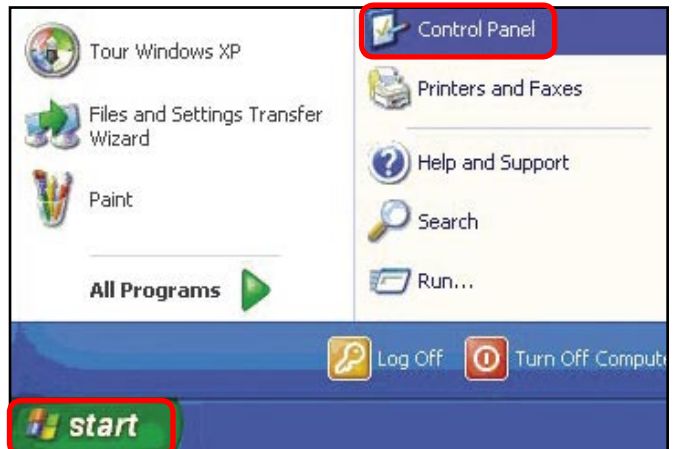 Tour Windows XP
Files and Settings Transfer
Wizard
Paint
All Programs
Control Panel
Printers and Faxes
Help and Support
Search
Run...
Log Off
Turn Off Compute
start